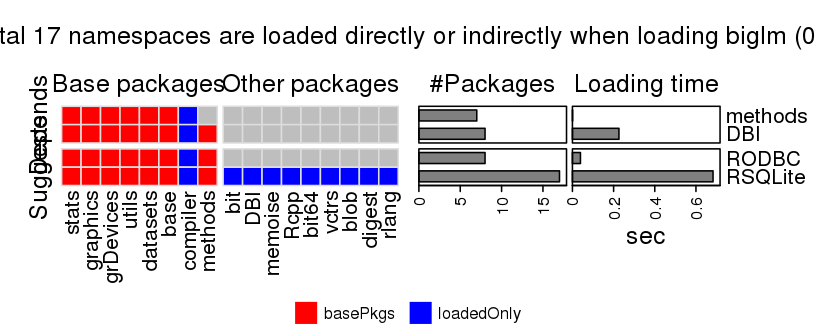 tal 17 namespaces are loaded directly or indirectly when loading biglm (0
Base packages
Other packages
#Packages
Loading time
Depends
Suggests
methods
DBI
RODBC
RSQLite
stats
graphics
grDevices
utils
datasets
base
compiler
methods
bit
DBI
memoise
Rcpp
bit64
vctrs
blob
digest
rlang
0 5 10 15
0 0.2 0.4 0.6
sec
basePkgs
loadedOnly